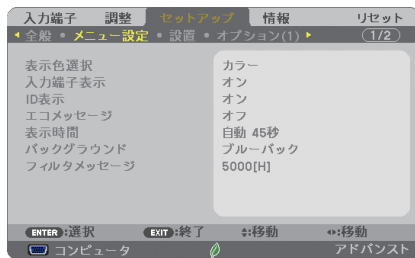 入力端子 調整 セットアップ 情報 リセット
全般 メニュー設定 設置 オプション(1) (1/2)
表示色選択 カラー
入力端子表示 オン
ID表示 オン
エコメッセージ オフ
表示時間 自動 45秒
バックグラウンド ブルーバック
フィルタメッセージ 5000[H]
ENTER:選択 EXIT:終了 :移動 :移動
コンピュータ アドバンスト